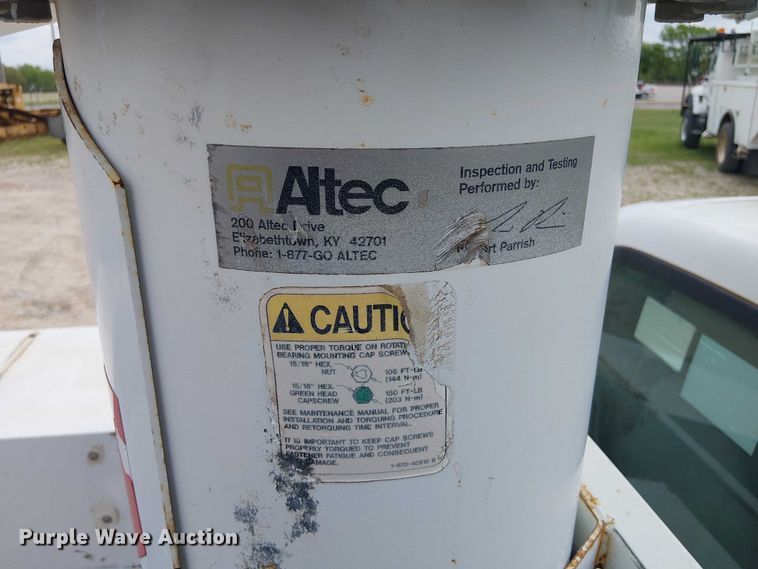 Altec
200 Altec Drive
Elizabethtown, KY 42701
Phone: 1-877-GO ALTEC
Inspection and Testing
Performed by:
Parrish
CAUTIO
USE PROPER TORQUE ON ROTATI
BEARING MOUNTING CAP SCREW
15/16" HEX.
NUT
106 FT-LB
(144 N-m)
15/16" HEX.
GREEN HEAD
CAPSCREW
150 FT-LB
(203 N-m)
SEE MAINTENANCE MANUAL FOR PROPER
INSTALLATION AND TORQUING PROCEDURE
AND RETORQUING TIME INTERVAL.
IT IS IMPORTANT TO KEEP CAP SCREWS
PROPERLY TORQUED TO PREVENT
FASTENER FATIGUE AND CONSEQUENT
DAMAGE.
Purple Wave Auction